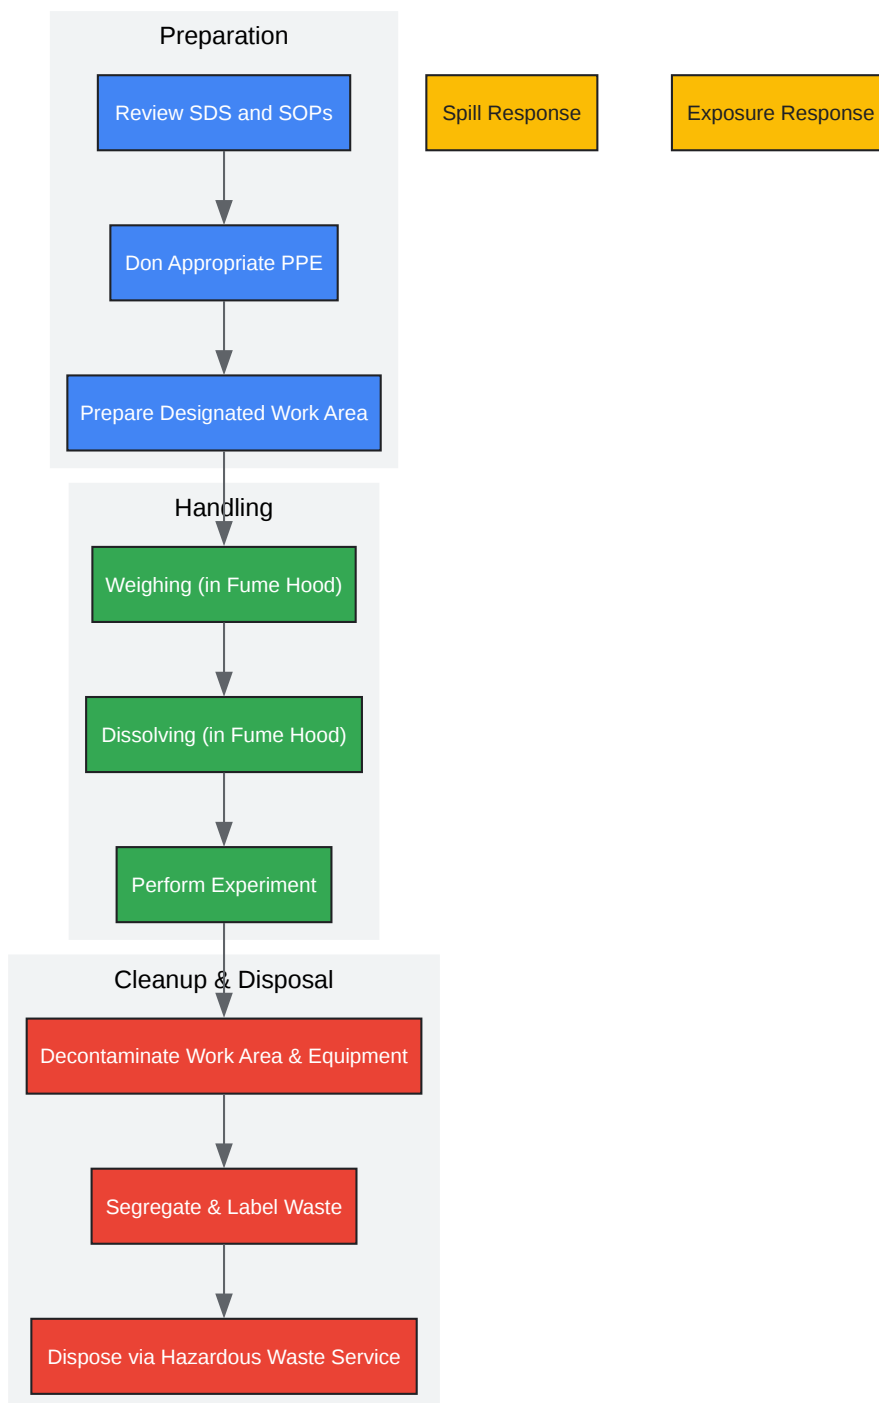 Preparation
Review SDS and SOPs
Spill Response
Exposure Response
Don Appropriate PPE
Prepare Designated Work Area
Handling
Weighing (in Fume Hood)
Dissolving (in Fume Hood)
Perform Experiment
Cleanup & Disposal
Decontaminate Work Area & Equipment
Segregate & Label Waste
Dispose via Hazardous Waste Service